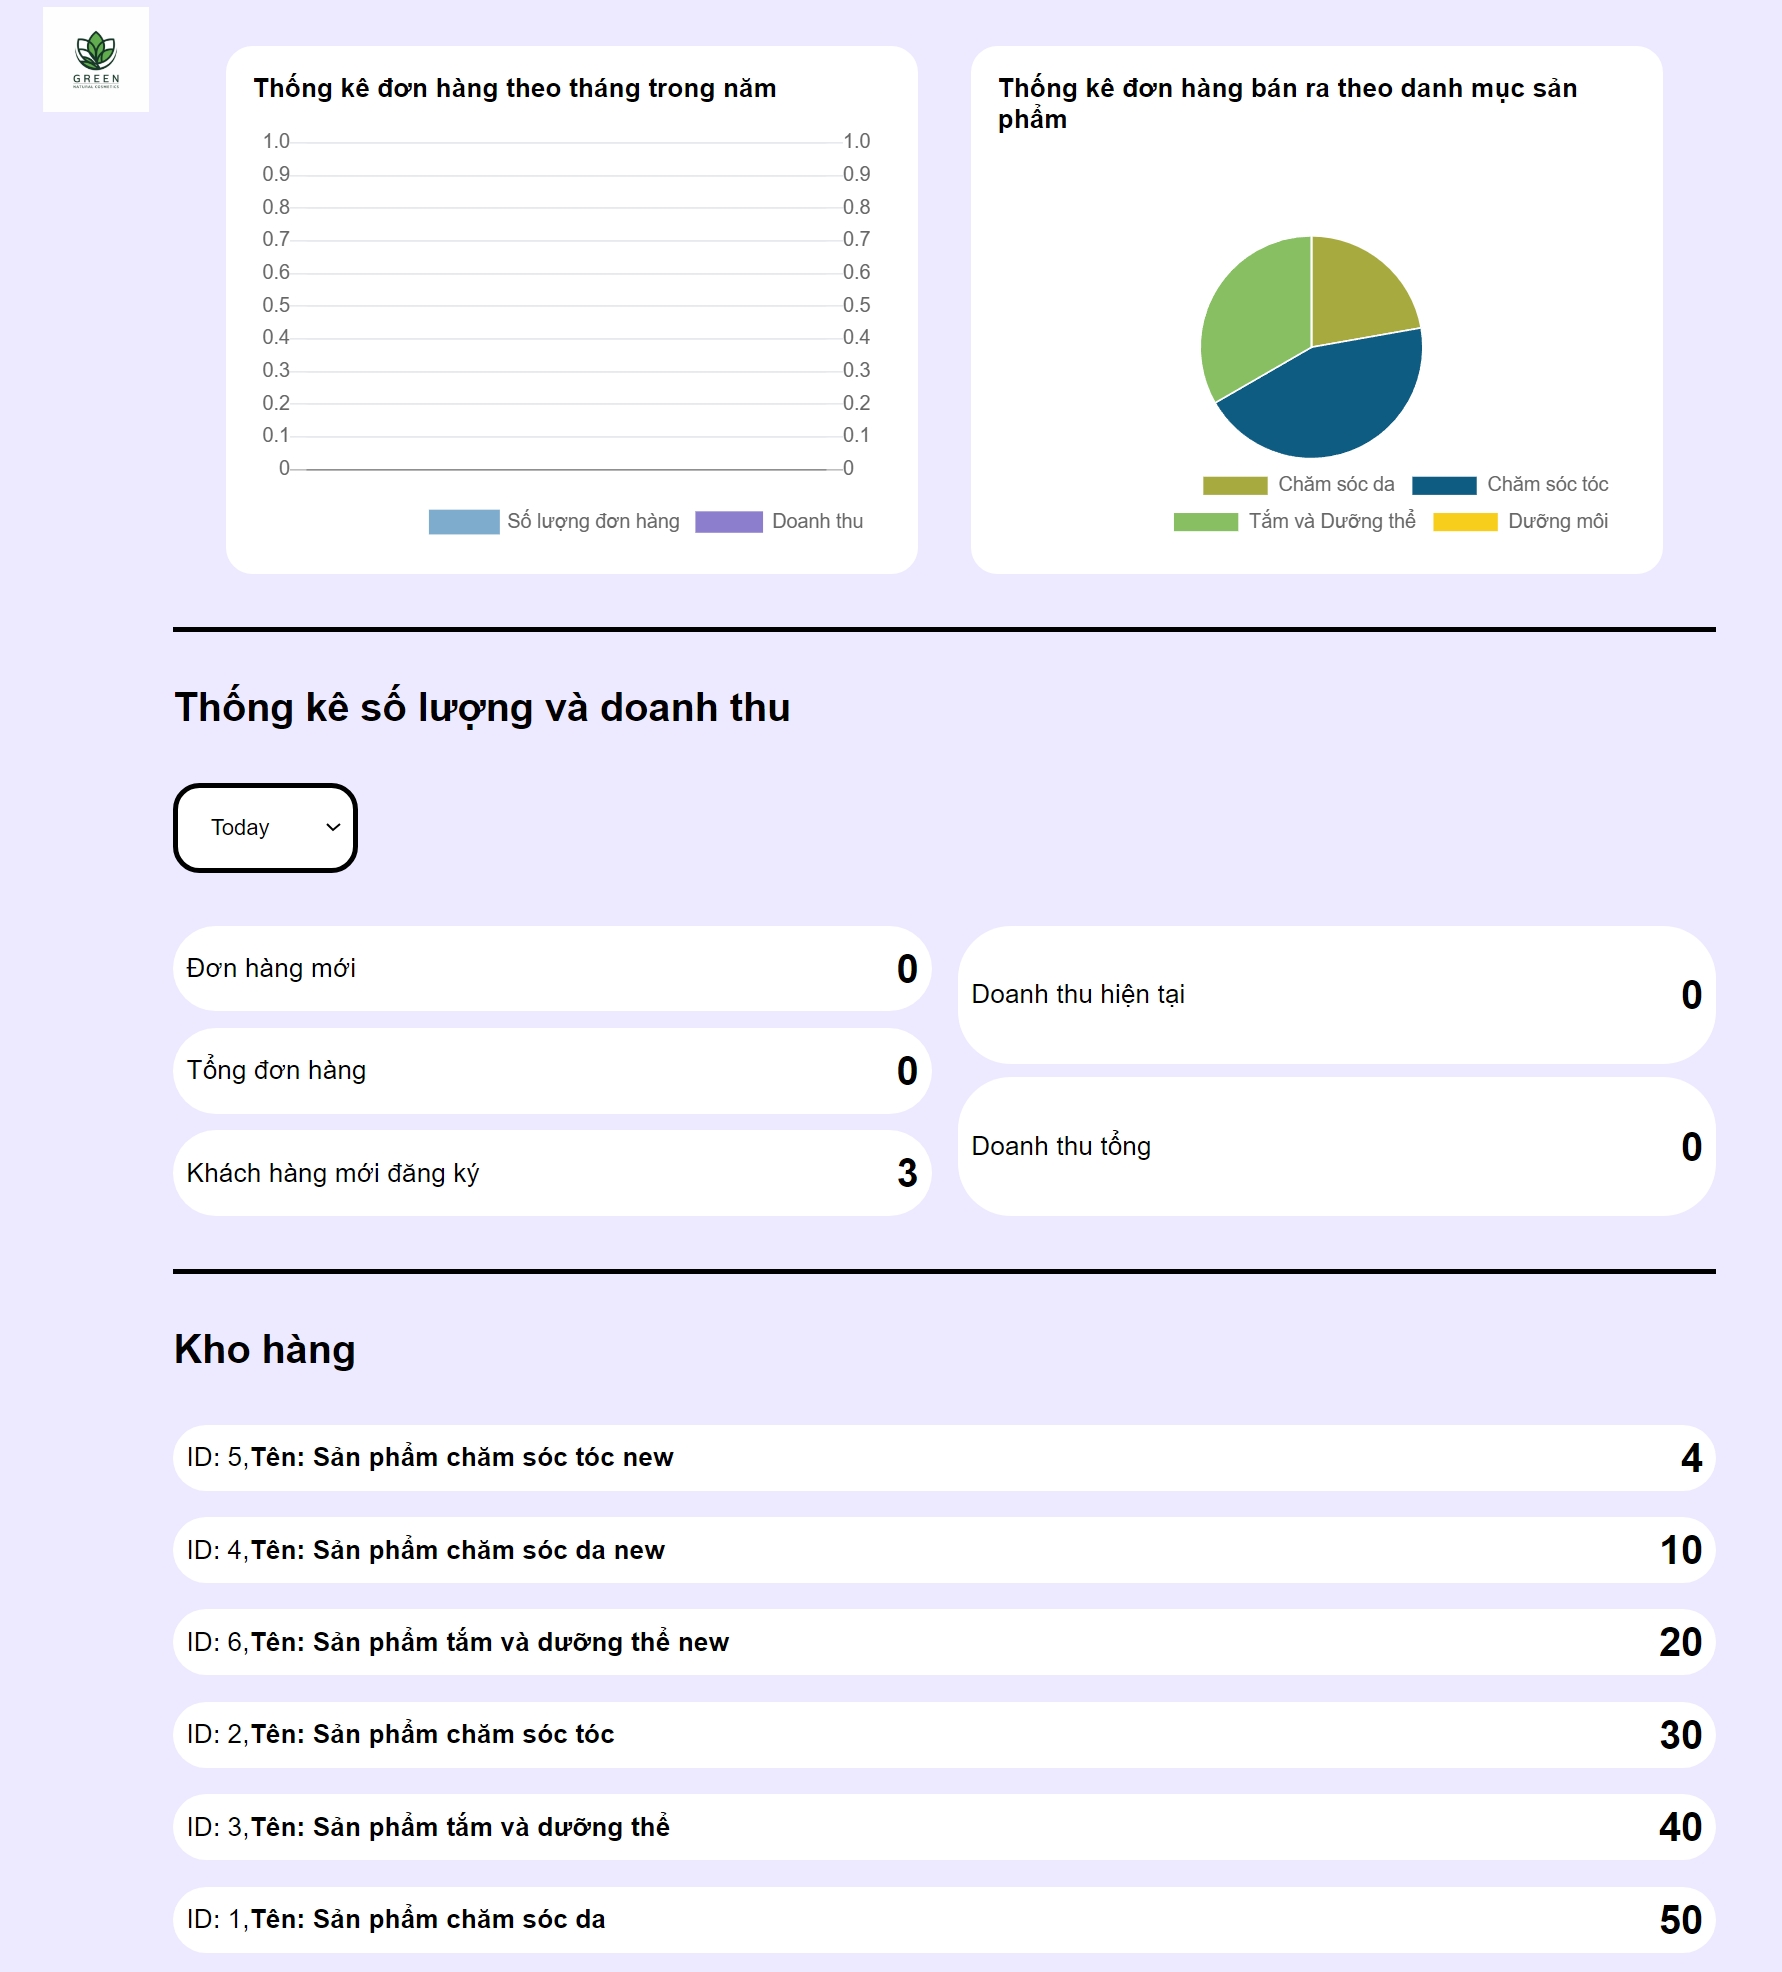 GREEN
NATURAL COSMETICS
Thống kê đơn hàng theo tháng trong năm
1.0 1.0
0.9 0.9
0.8 0.8
0.7 0.7
0.6 0.6
0.5 0.5
0.4 0.4
0.3 0.3
0.2 0.2
0.1 0.1
0 0
Số lượng đơn hàng Doanh thu
Thống kê đơn hàng bán ra theo danh mục sản
phẩm
Chăm sóc da Chăm sóc tóc
Tắm và Dưỡng thể Dưỡng môi
Thống kê số lượng và doanh thu
Today
Đơn hàng mới 0
Tổng đơn hàng 0
Khách hàng mới đăng ký 3
Doanh thu hiện tại 0
Doanh thu tổng 0
Kho hàng
ID: 5,Tên: Sản phẩm chăm sóc tóc new 4
ID: 4,Tên: Sản phẩm chăm sóc da new 10
ID: 6,Tên: Sản phẩm tắm và dưỡng thể new 20
ID: 2,Tên: Sản phẩm chăm sóc tóc 30
ID: 3,Tên: Sản phẩm tắm và dưỡng thể 40
ID: 1,Tên: Sản phẩm chăm sóc da 50